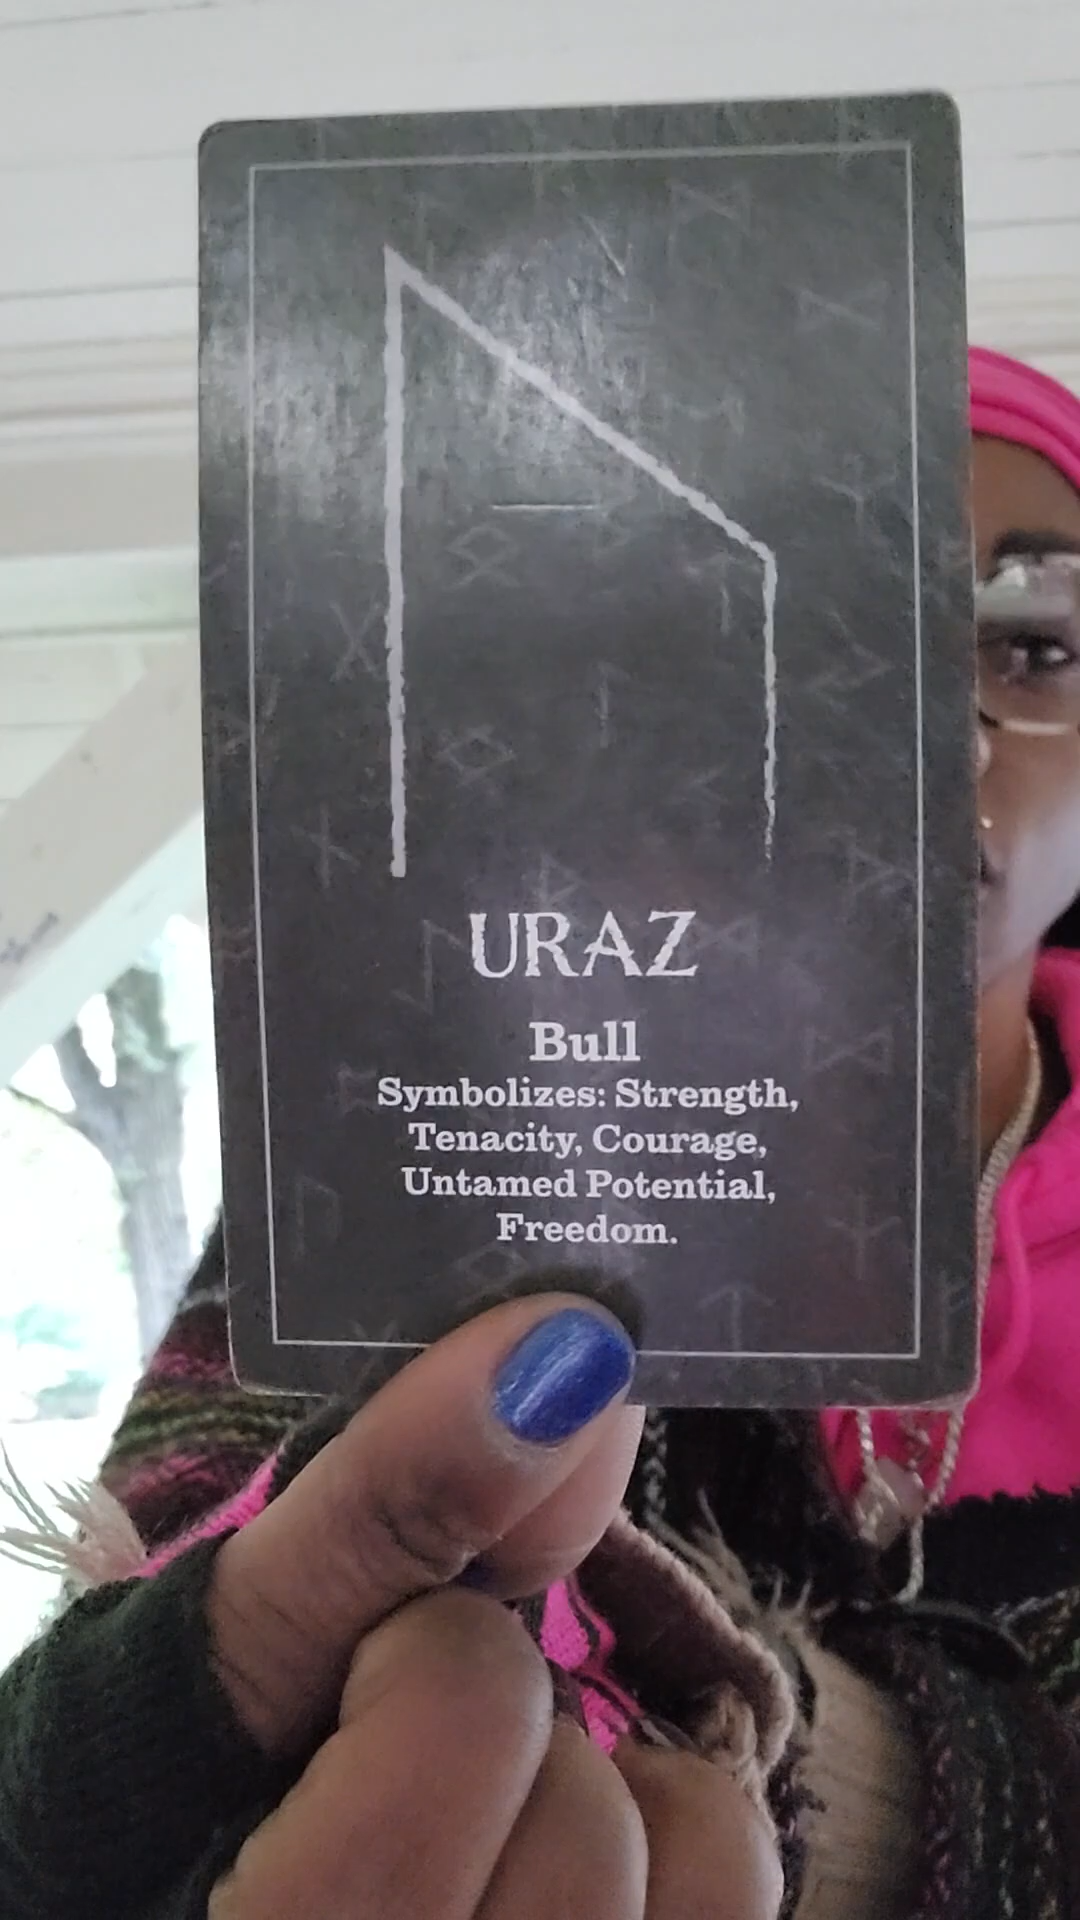 URAZ
Bull
Symbolizes: Strength,
Tenacity, Courage,
Untamed Potential,
Freedom.